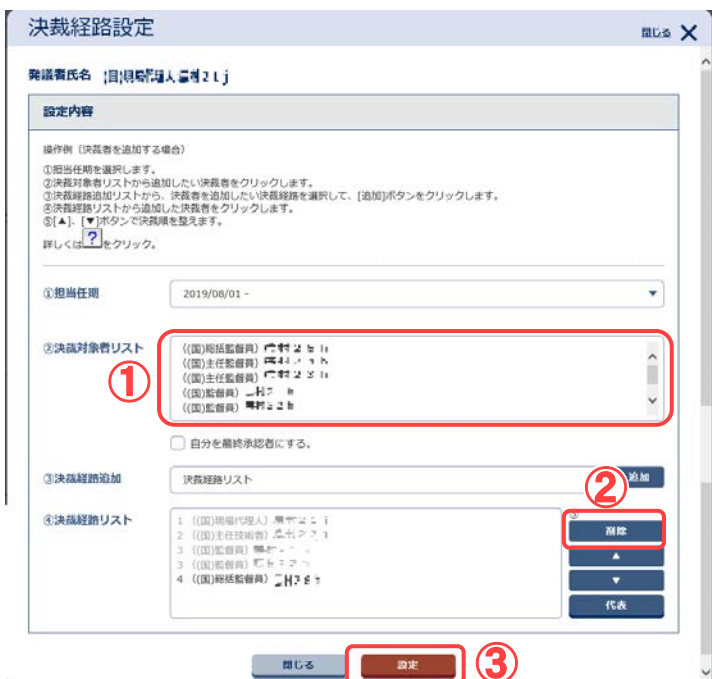 決裁経路設定
閉じる
発議者氏名
設定内容
操作例（決裁者を追加する場合）
①担当任期を選択します。
②決裁対象者リストから追加したい決裁者をクリックします。
③決裁経路追加リストから、決裁者を追加したい決裁経路を選択して、[追加]ボタンをクリックします。
④決裁経路リストから追加した決裁者をクリックします。
⑤[▲]、[▼]ボタンで決裁順を整えます。
詳しくは ? をクリック。
①担当任期
2019/08/01 -
②決裁対象者リスト
((国)総括監督員)
((国)主任監督員)
((国)主任監督員)
((国)監督員)
((国)監督員)
①
自分を最終承認者にする。
③決裁経路追加
決裁経路リスト
追加
②
④決裁経路リスト
1 ((国)現場代理人)
2 ((国)主任技術者)
3 ((国)監督員)
3 ((国)監督員)
4 ((国)総括監督員)
⑤
削除
▲
▼
代表
閉じる
設定
③